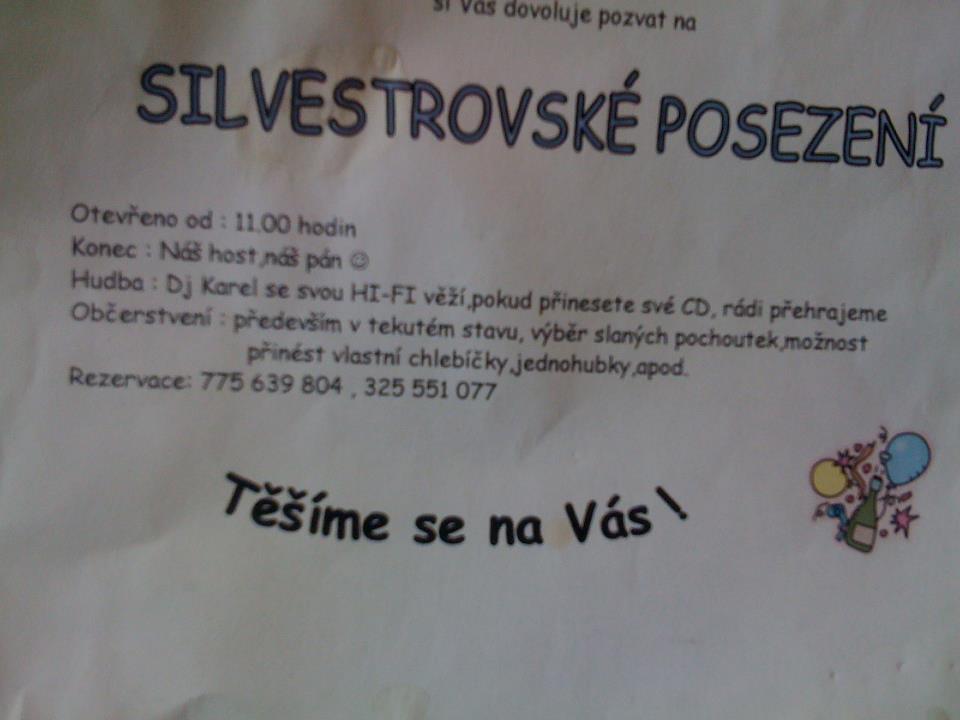 si Vás dovoluje pozvat na
SILVESTROVSKÉ POSEZENÍ
Otevřeno od : 11.00 hodin
Konec : Náš host,náš pán ☺
Hudba : Dj Karel se svou HI-FI věží,pokud přinesete své CD, rádi přehrajeme
Občerstvení : především v tekutém stavu, výběr slaných pochoutek,možnost
přinést vlastní chlebíčky,jednohubky,apod.
Rezervace: 775 639 804 , 325 551 077
Těšíme se na Vás !